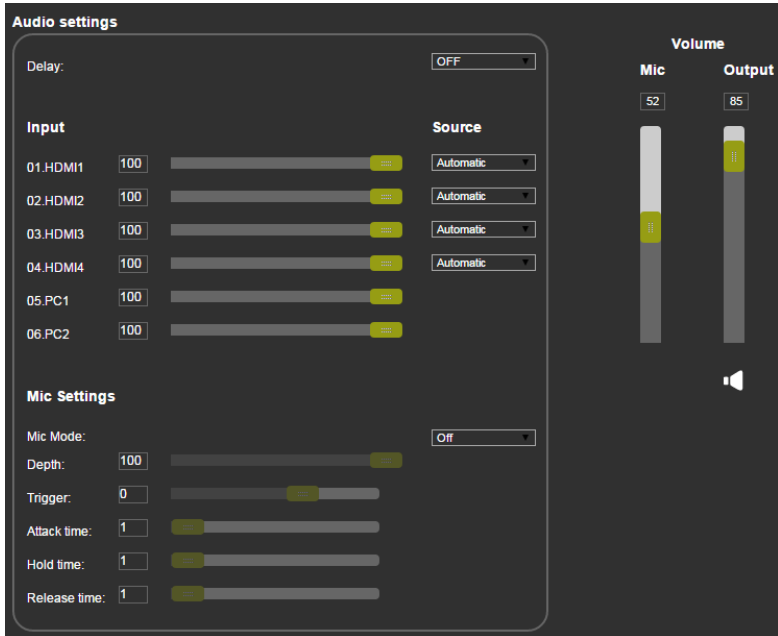 Audio settings
Delay: OFF
Input Source
01.HDMI1 100 Automatic
02.HDMI2 100 Automatic
03.HDMI3 100 Automatic
04.HDMI4 100 Automatic
05.PC1 100
06.PC2 100
Mic Settings
Mic Mode: Off
Depth: 100
Trigger: 0
Attack time: 1
Hold time: 1
Release time: 1
Volume
Mic Output
52 85